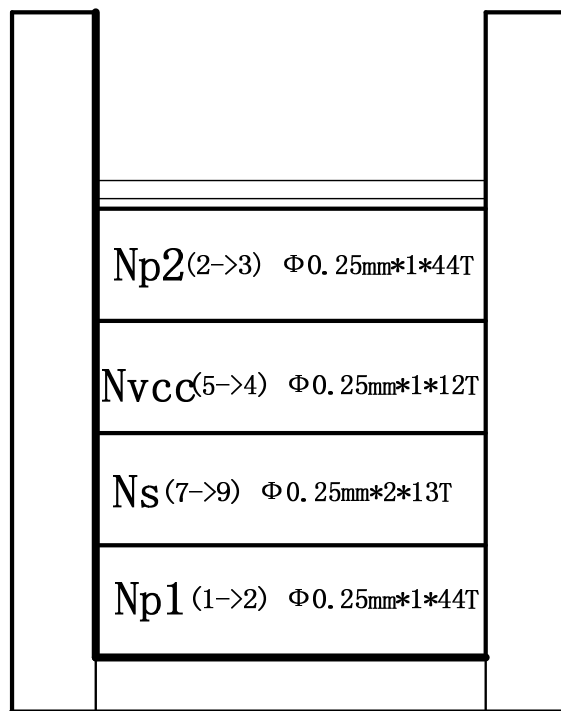 Np2(2->3) Φ0.25mm*1*44T
Nvcc(5->4) Φ0.25mm*1*12T
Ns(7->9) Φ0.25mm*2*13T
Np1(1->2) Φ0.25mm*1*44T